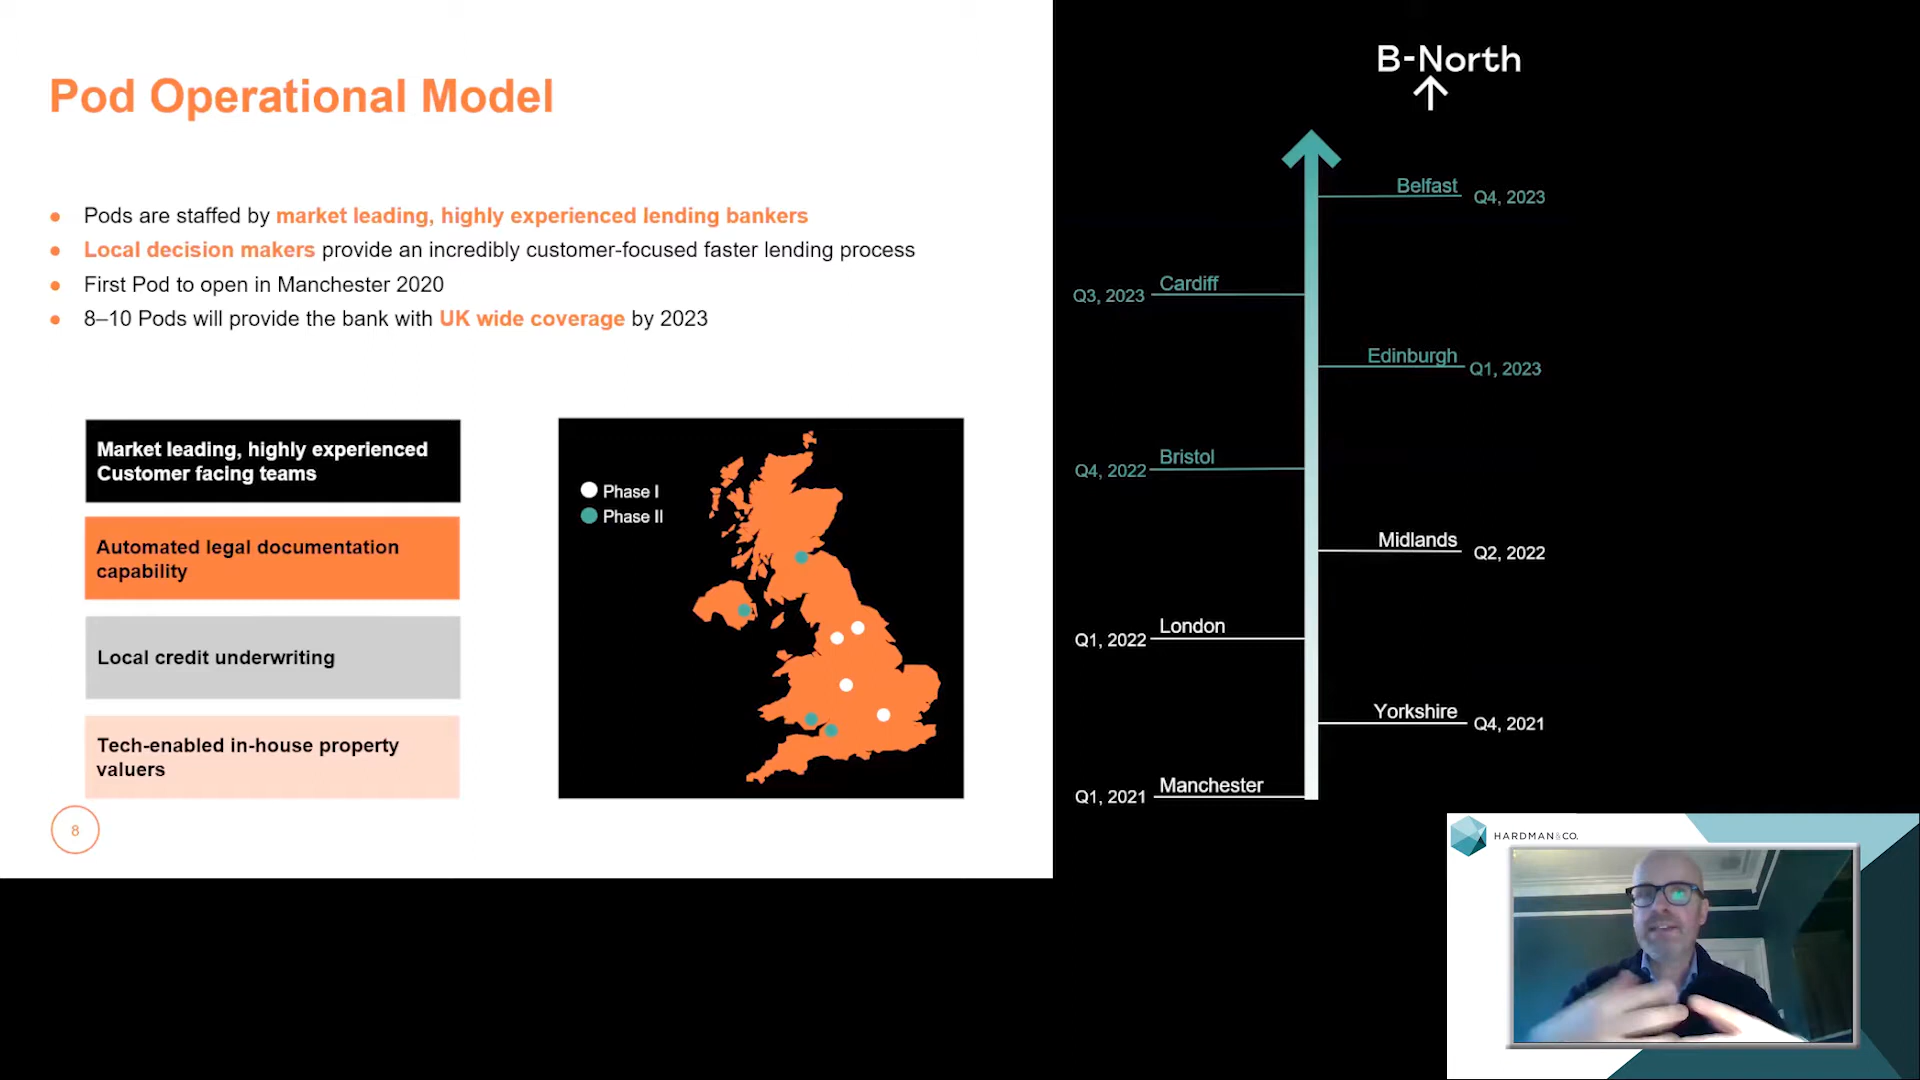 Pod Operational Model
Pods are staffed by market leading, highly experienced lending bankers
Local decision makers provide an incredibly customer-focused faster lending process
First Pod to open in Manchester 2020
8–10 Pods will provide the bank with UK wide coverage by 2023
Market leading, highly experienced
Customer facing teams
Automated legal documentation
capability
Local credit underwriting
Tech-enabled in-house property
valuers
Phase I
Phase II
8
B-North
Belfast Q4, 2023
Q3, 2023 Cardiff
Edinburgh Q1, 2023
Q4, 2022 Bristol
Midlands Q2, 2022
Q1, 2022 London
Yorkshire Q4, 2021
Q1, 2021 Manchester
HARDMAN&CO.